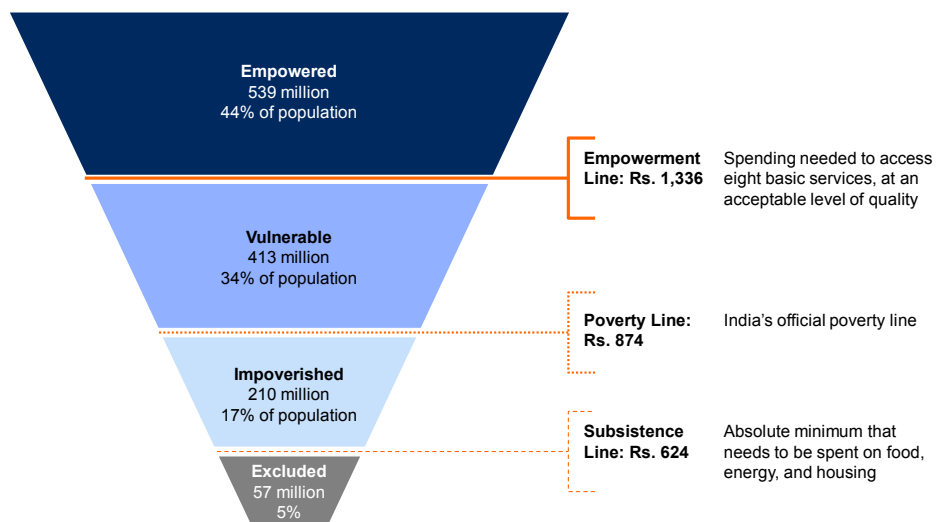 Empowered
539 million
44% of population
Empowerment
Line: Rs. 1,336
Spending needed to access
eight basic services, at an
acceptable level of quality
Vulnerable
413 million
34% of population
Poverty Line:
Rs. 874
India's official poverty line
Impoverished
210 million
17% of population
Subsistence
Line: Rs. 624
Absolute minimum that
needs to be spent on food,
energy, and housing
Excluded
57 million
5%